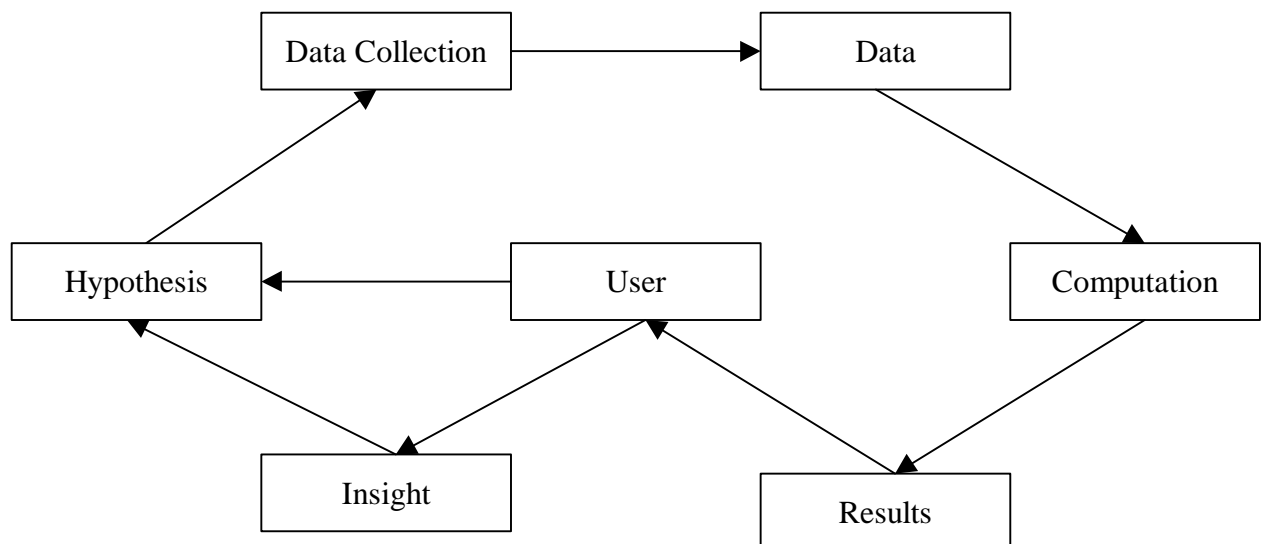 Data Collection
Data
Hypothesis
User
Computation
Insight
Results